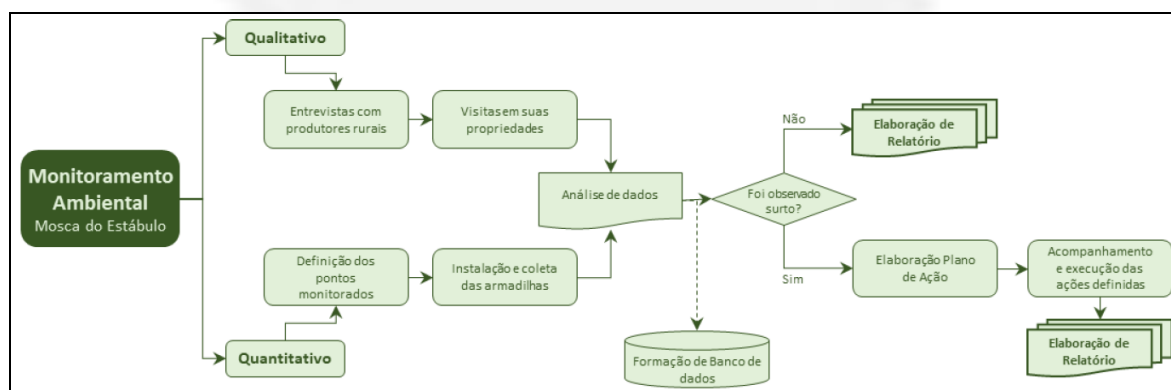 Monitoramento
Ambiental
Mosca do Estábulo
Qualitativo
Entrevistas com
produtores rurais
Visitas em suas
propriedades
Quantitativo
Definição dos
pontos
monitorados
Instalação e coleta
das armadilhas
Análise de dados
Formação de Banco de
dados
Foi observado
surto?
Não
Elaboração de
Relatório
Sim
Elaboração Plano
de Ação
Acompanhamento
e execução das
ações definidas
Elaboração de
Relatório